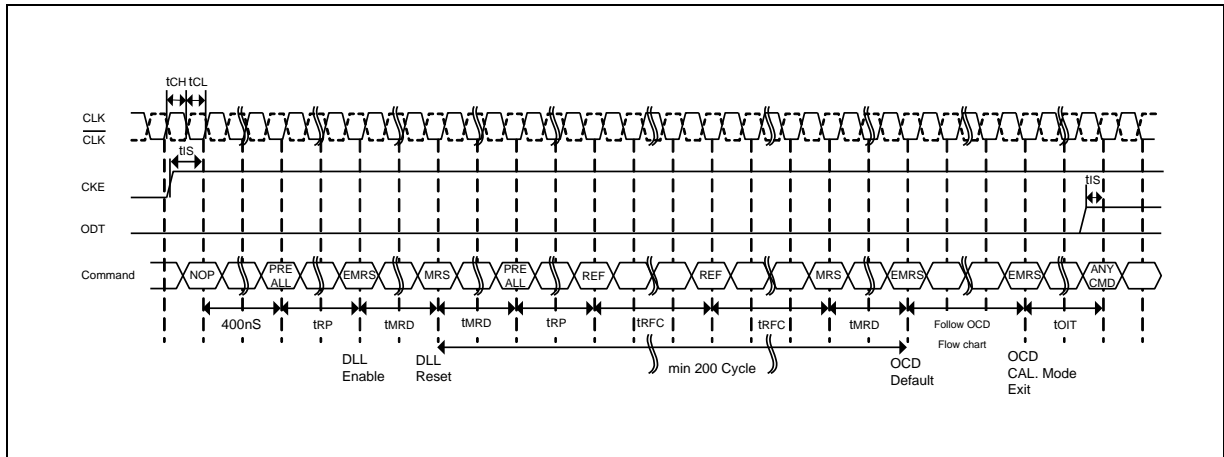 tCH tCL
CLK
CLK
tIS
CKE
tIS
ODT
Command
NOP
PRE ALL
EMRS
MRS
PRE ALL
REF
REF
MRS
EMRS
EMRS
ANY CMD
400nS
tRP
tMRD
tMRD
tRP
tRFC
tRFC
tMRD
Follow OCD
Flow chart
tOIT
DLL
Enable
DLL
Reset
min 200 Cycle
OCD
Default
OCD
CAL. Mode
Exit